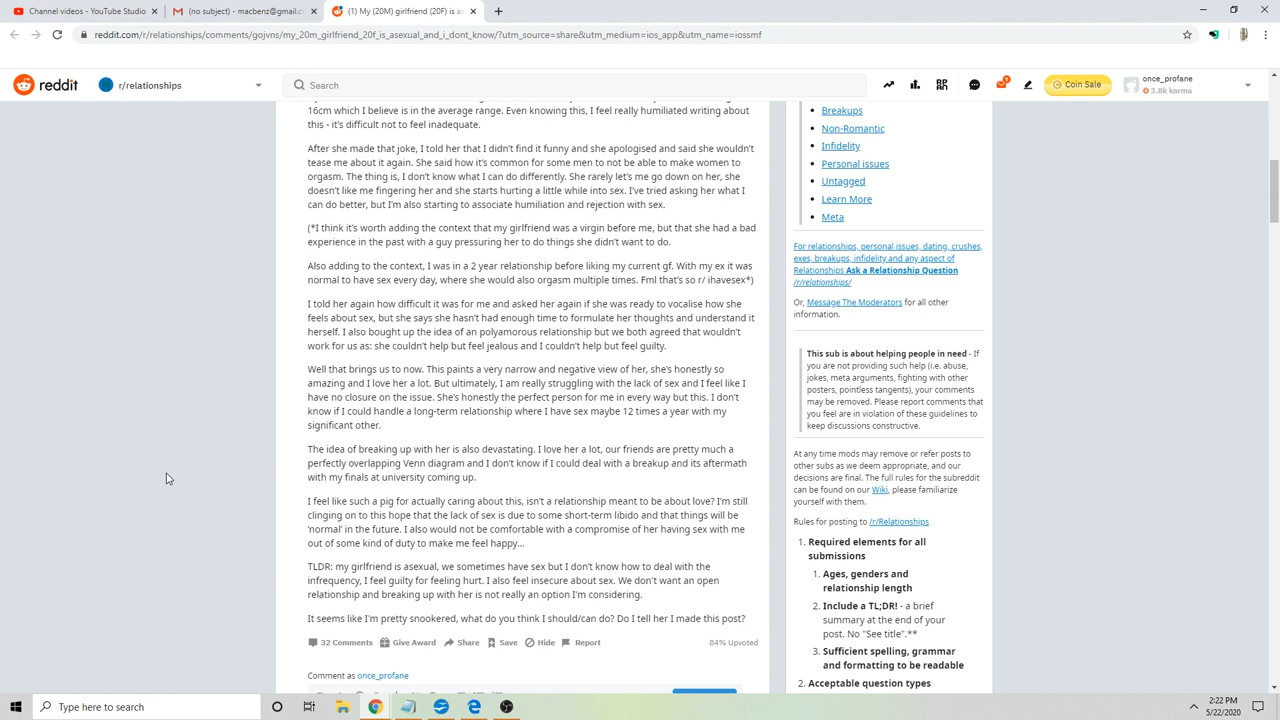 Channel videos - YouTube Studio
(no subject) - macbenz@gmail.c
(1) My (20M) girlfriend (20F) is as
reddit.com/r/relationships/comments/gojvns/my_20m_girlfriend_20f_is_asexual_and_i_dont_know/?utm_source=share&utm_medium=ios_app&utm_name=iossmf
reddit
r/relationships
Search
1
Coin Sale
once_profane
3.8k karma
16cm which I believe is in the average range. Even knowing this, I feel really humiliated writing about
this - it's difficult not to feel inadequate.
After she made that joke, I told her that I didn't find it funny and she apologised and said she wouldn't
tease me about it again. She said how it's common for some men to not be able to make women to
orgasm. The thing is, I don't know what I can do differently. She rarely let's me go down on her, she
doesn't like me fingering her and she starts hurting a little while into sex. I've tried asking her what I
can do better, but I'm also starting to associate humiliation and rejection with sex.
(*I think it's worth adding the context that my girlfriend was a virgin before me, but that she had a bad
experience in the past with a guy pressuring her to do things she didn't want to do.
Also adding to the context, I was in a 2 year relationship before liking my current gf. With my ex it was
normal to have sex every day, where she would also orgasm multiple times. Fml that's so r/ ihavesex*)
I told her again how difficult it was for me and asked her again if she was ready to vocalise how she
feels about sex, but she says she hasn't had enough time to formulate her thoughts and understand it
herself. I also bought up the idea of an polyamorous relationship but we both agreed that wouldn't
work for us as: she couldn't help but feel jealous and I couldn't help but feel guilty.
Well that brings us to now. This paints a very narrow and negative view of her, she's honestly so
amazing and I love her a lot. But ultimately, I am really struggling with the lack of sex and I feel like I
have no closure on the issue. She's honestly the perfect person for me in every way but this. I don't
know if I could handle a long-term relationship where I have sex maybe 12 times a year with my
significant other.
The idea of breaking up with her is also devastating. I love her a lot, our friends are pretty much a
perfectly overlapping Venn diagram and I don't know if I could deal with a breakup and its aftermath
with my finals at university coming up.
I feel like such a pig for actually caring about this, isn't a relationship meant to be about love? I'm still
clinging on to this hope that the lack of sex is due to some short-term libido and that things will be
'normal' in the future. I also would not be comfortable with a compromise of her having sex with me
out of some kind of duty to make me feel happy...
TLDR: my girlfriend is asexual, we sometimes have sex but I don't know how to deal with the
infrequency, I feel guilty for feeling hurt. I also feel insecure about sex. We don't want an open
relationship and breaking up with her is not really an option I'm considering.
It seems like I'm pretty snookered, what do you think I should/can do? Do I tell her I made this post?
32 Comments Give Award Share Save Hide Report 84% Upvoted
Comment as once_profane
Breakups
Non-Romantic
Infidelity
Personal issues
Untagged
Learn More
Meta
For relationships, personal issues, dating, crushes,
exes, breakups, infidelity and any aspect of
Relationships Ask a Relationship Question
/r/relationships/
Or, Message The Moderators for all other
information.
This sub is about helping people in need - If
you are not providing such help (i.e. abuse,
jokes, meta arguments, fighting with other
posters, pointless tangents), your comments
may be removed. Please report comments that
you feel are in violation of these guidelines to
keep discussions constructive.
At any time mods may remove or refer posts to
other subs as we deem appropriate, and our
decisions are final. The full rules for the subreddit
can be found on our Wiki, please familiarize
yourself with them.
Rules for posting to /r/Relationships
1. Required elements for all
submissions
1. Ages, genders and
relationship length
2. Include a TL;DR! - a brief
summary at the end of your
post. No "See title".**
3. Sufficient spelling, grammar
and formatting to be readable
2. Acceptable question types
Type here to search
2:22 PM
5/22/2020